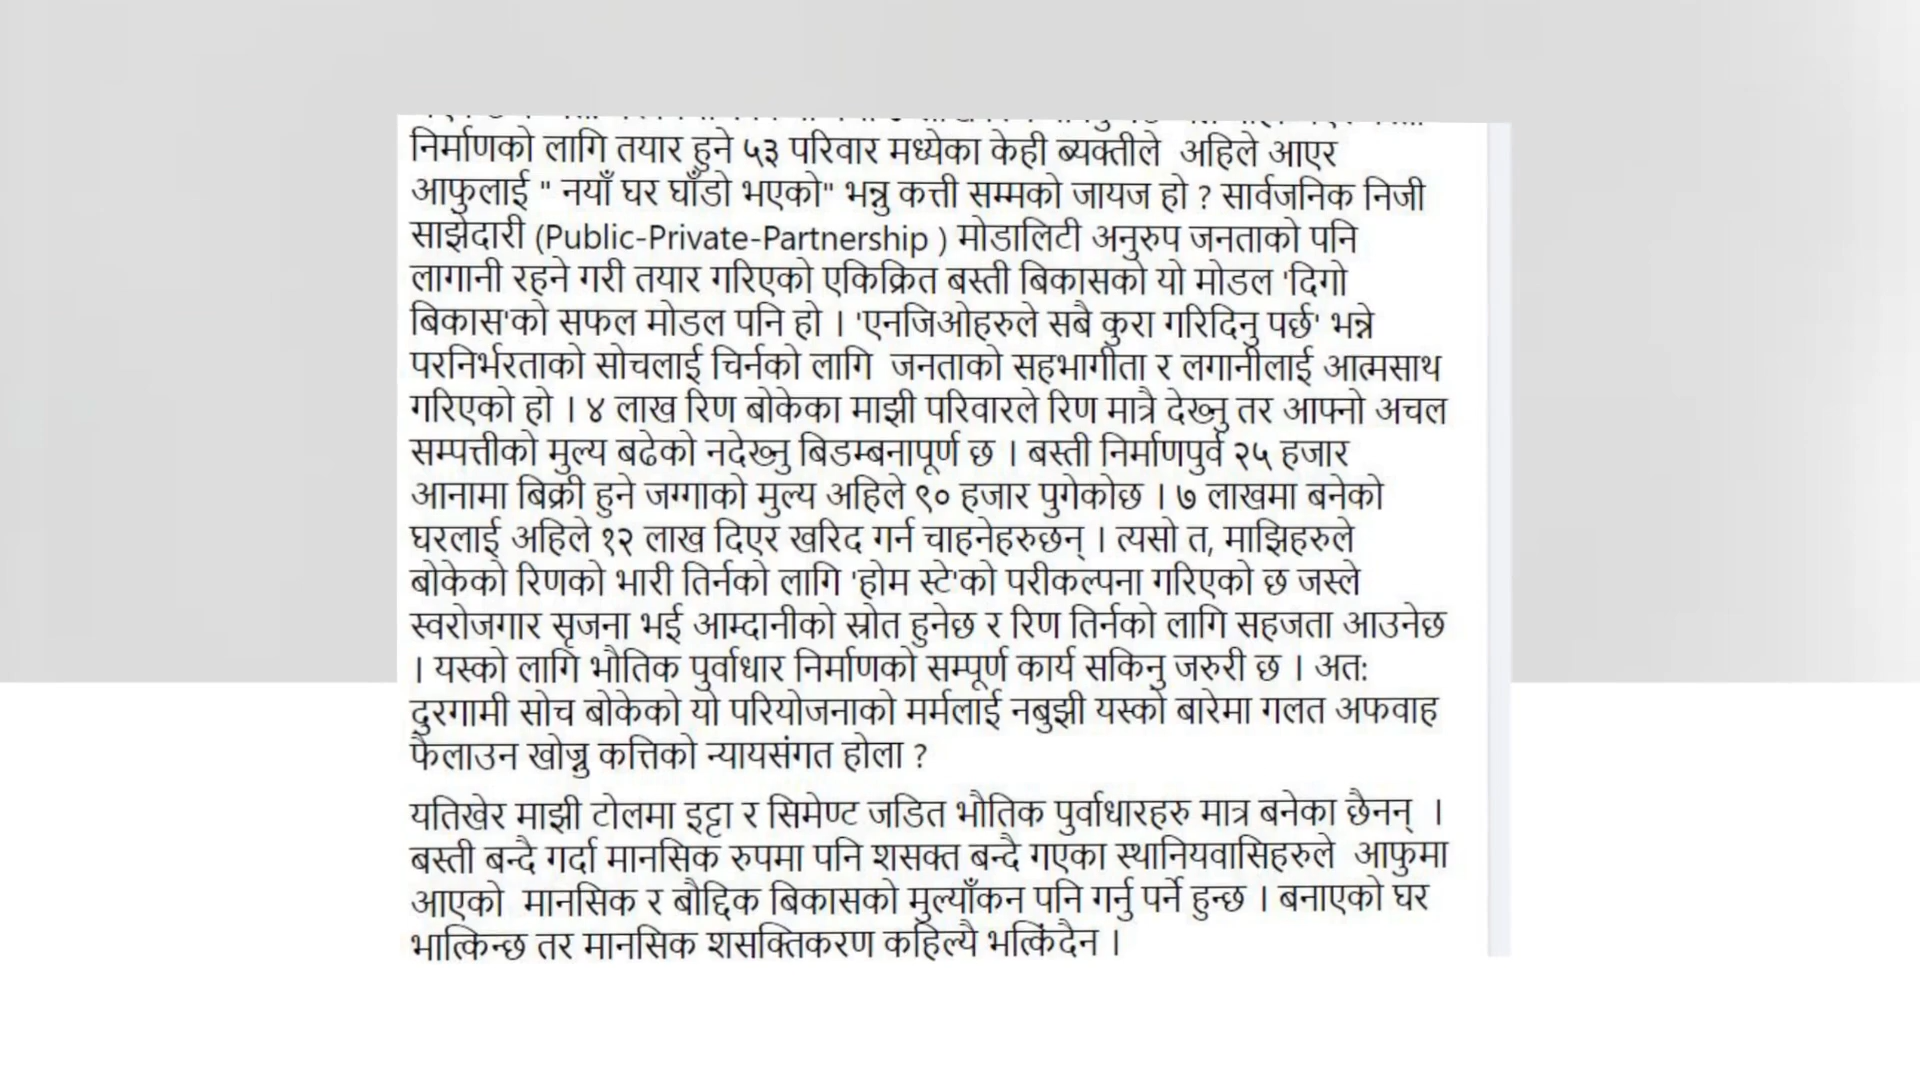 निर्माणको लागि तयार हुने ५३ परिवार मध्येका केही ब्यक्तीले अहिले आएर
आफुलाई " नयाँ घर घाँडो भएको" भन्नु कत्ती सम्मको जायज हो ? सार्वजनिक निजी
साझेदारी (Public-Private-Partnership ) मोडालिटी अनुरुप जनताको पनि
लागानी रहने गरी तयार गरिएको एकिक्रित बस्ती बिकासको यो मोडल 'दिगो
बिकास'को सफल मोडल पनि हो । 'एनजिओहरुले सबै कुरा गरिदिनु पर्छ' भन्ने
परनिर्भरताको सोचलाई चिर्नको लागि जनताको सहभागीता र लगानीलाई आत्मसाथ
गरिएको हो । ४ लाख रिण बोकेका माझी परिवारले रिण मात्रै देख्नु तर आफ्नो अचल
सम्पत्तीको मुल्य बढेको नदेख्नु बिडम्बनापूर्ण छ । बस्ती निर्माणपुर्व २५ हजार
आनामा बिक्री हुने जग्गाको मुल्य अहिले ९० हजार पुगेकोछ । ७ लाखमा बनेको
घरलाई अहिले १२ लाख दिएर खरिद गर्न चाहनेहरुछन् । त्यसो त, माझिहरुले
बोकेको रिणको भारी तिर्नको लागि 'होम स्टे'को परीकल्पना गरिएको छ जस्ले
स्वरोजगार सृजना भई आम्दानीको स्रोत हुनेछ र रिण तिर्नको लागि सहजता आउनेछ
। यस्को लागि भौतिक पुर्वाधार निर्माणको सम्पूर्ण कार्य सकिनु जरुरी छ । अत:
दुरगामी सोच बोकेको यो परियोजनाको मर्मलाई नबुझी यस्को बारेमा गलत अफवाह
फैलाउन खोज्नु कत्तिको न्यायसंगत होला ?
यतिखेर माझी टोलमा इट्टा र सिमेण्ट जडित भौतिक पुर्वाधारहरु मात्र बनेका छैनन् ।
बस्ती बन्दै गर्दा मानसिक रुपमा पनि शसक्त बन्दै गएका स्थानियवासिहरुले आफुमा
आएको मानसिक र बौद्दिक बिकासको मुल्याँकन पनि गर्नु पर्ने हुन्छ । बनाएको घर
भात्किन्छ तर मानसिक शसक्तिकरण कहिल्यै भत्किंदैन ।